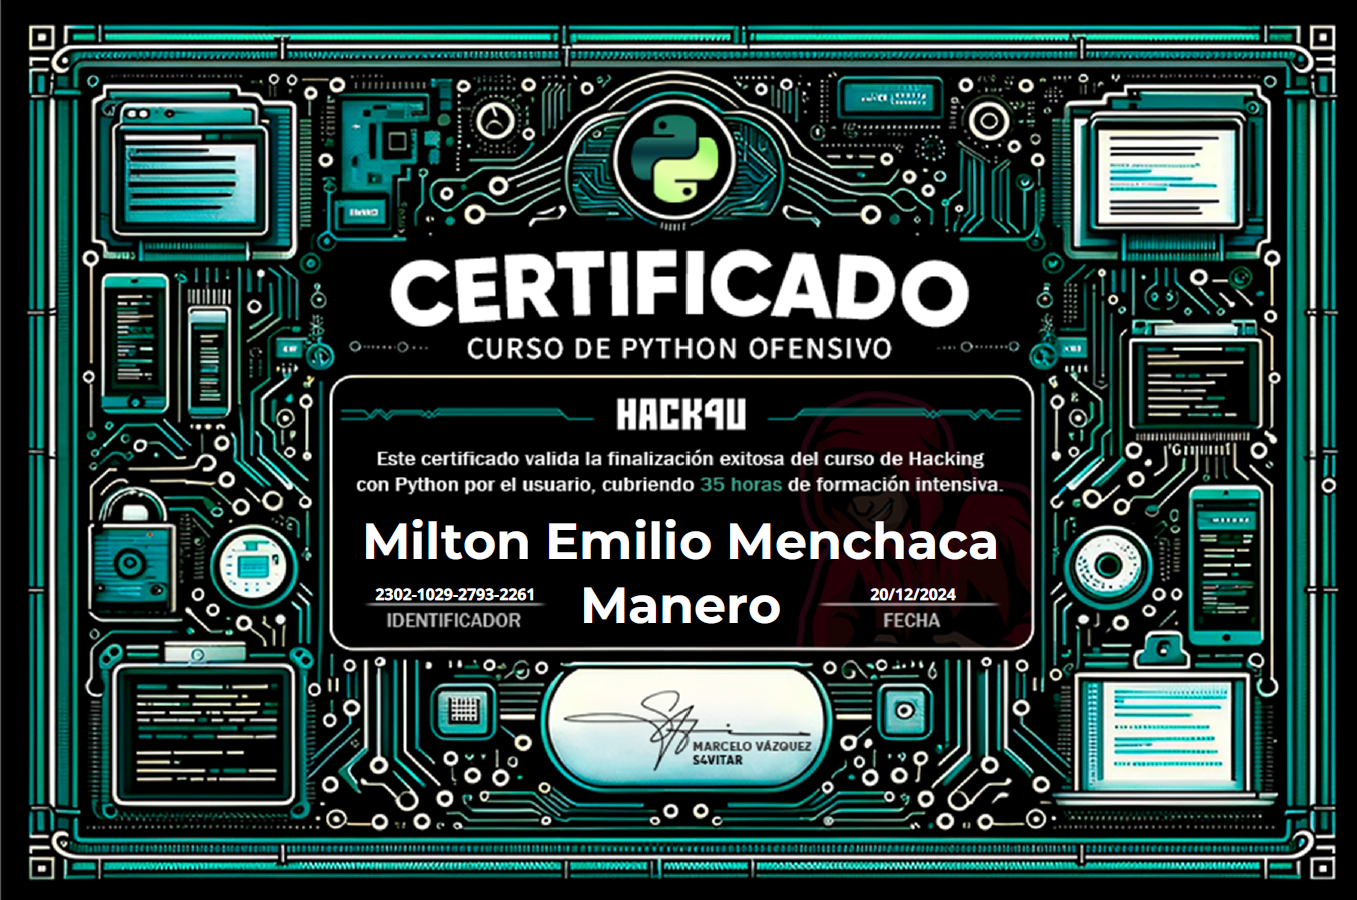 CERTIFICADO
CURSO DE PYTHON OFENSIVO
HACK4U
Este certificado valida la finalización exitosa del curso de Hacking
con Python por el usuario, cubriendo 35 horas de formación intensiva.
Milton Emilio Menchaca
Manero
2302-1029-2793-2261
IDENTIFICADOR
20/12/2024
FECHA
MARCELO VÁZQUEZ
S4VITAR